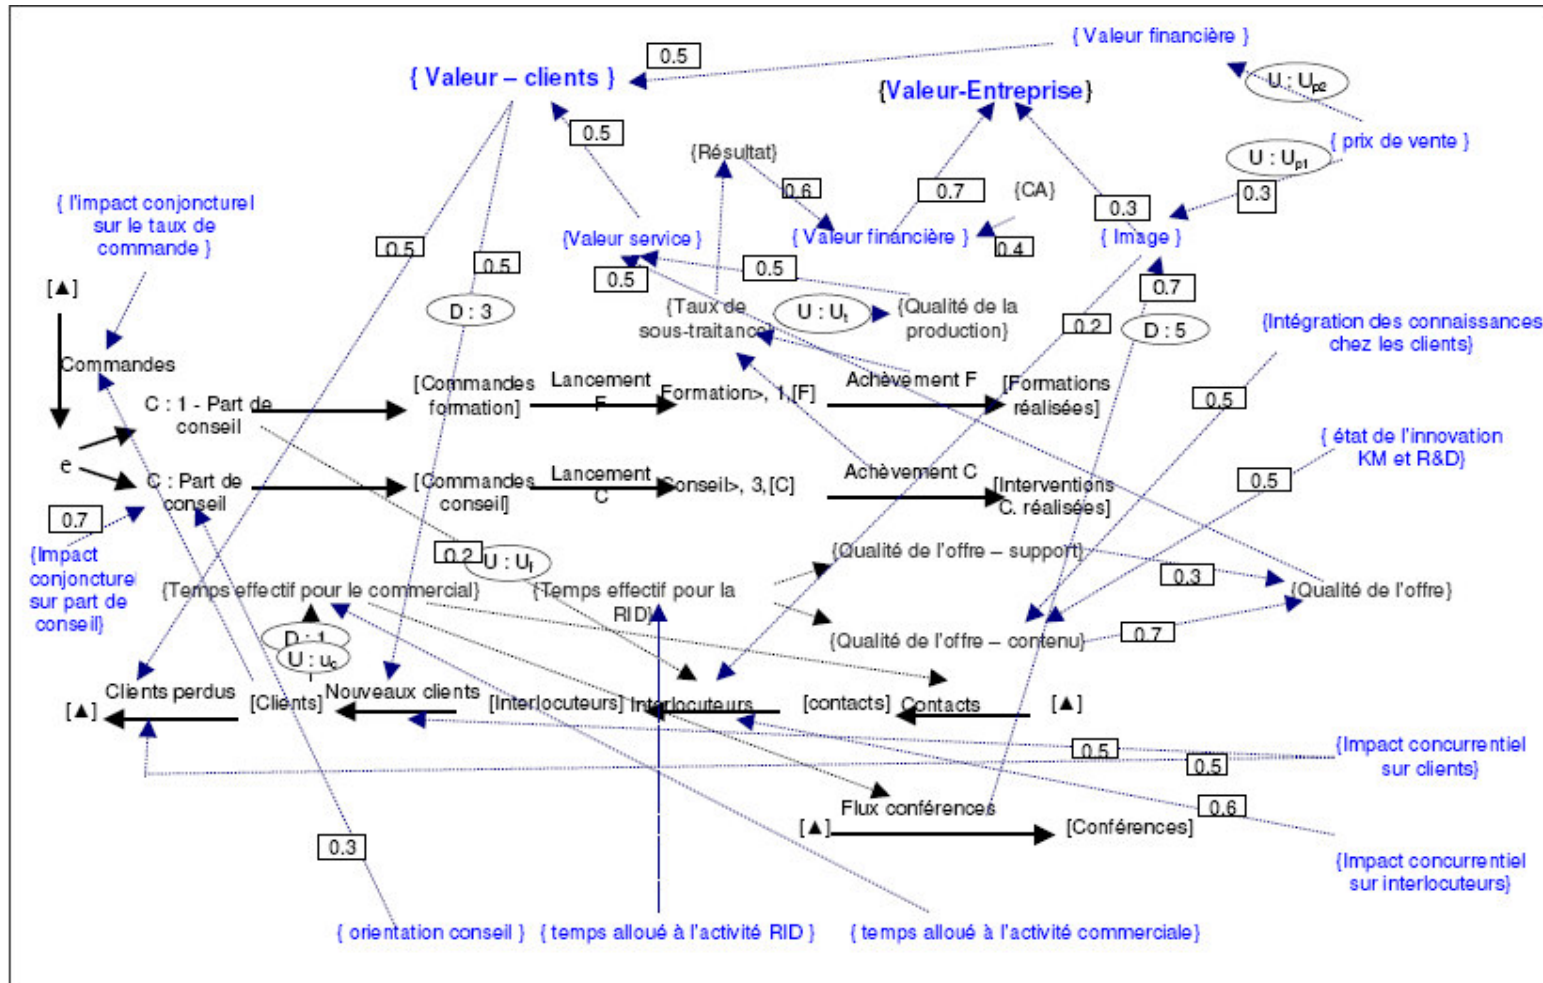 { Valeur financière }
0.5
{ Valeur – clients }
{Valeur-Entreprise}
U : Up2
0.5
{ prix de vente }
{Résultat}
U : Up1
{ l'impact conjoncturel
sur le taux de
commande }
0.6
0.7
{CA}
0.3
0.3
0.5
{Valeur service }
{ Valeur financière }
0.4
{ Image }
0.5
0.5
0.5
0.7
[▲]
D : 3
{Taux de
sous-traitance}
U : Ut
{Qualité de la
production}
0.2
D : 5
{Intégration des connaissances
chez les clients}
Commandes
C : 1 - Part de
conseil
[Commandes
formation]
Lancement
F
Formation>, 1,[F]
Achèvement F
[Formations
réalisées]
0.5
e
{ état de l'innovation
KM et R&D}
C : Part de
conseil
[Commandes
conseil]
Lancement
C
Conseil>, 3,[C]
Achèvement C
[Interventions
C. réalisées]
0.5
0.7
{Impact
conjoncturel
sur part de
conseil}
0.2
U : Uf
{Qualité de l'offre – support}
0.3
{Temps effectif pour le commercial}
{Temps effectif pour la
RID}
{Qualité de l'offre}
D : 1
U : uc
{Qualité de l'offre – contenu}
0.7
[▲]
Clients perdus
[Clients]
Nouveaux clients
[Interlocuteurs]
Interlocuteurs
[contacts]
Contacts
[▲]
0.5
0.5
{Impact concurrentiel
sur clients}
Flux conférences
[▲]
[Conférences]
0.6
0.3
{Impact concurrentiel
sur interlocuteurs}
{ orientation conseil }
{ temps alloué à l'activité RID }
{ temps alloué à l'activité commerciale}